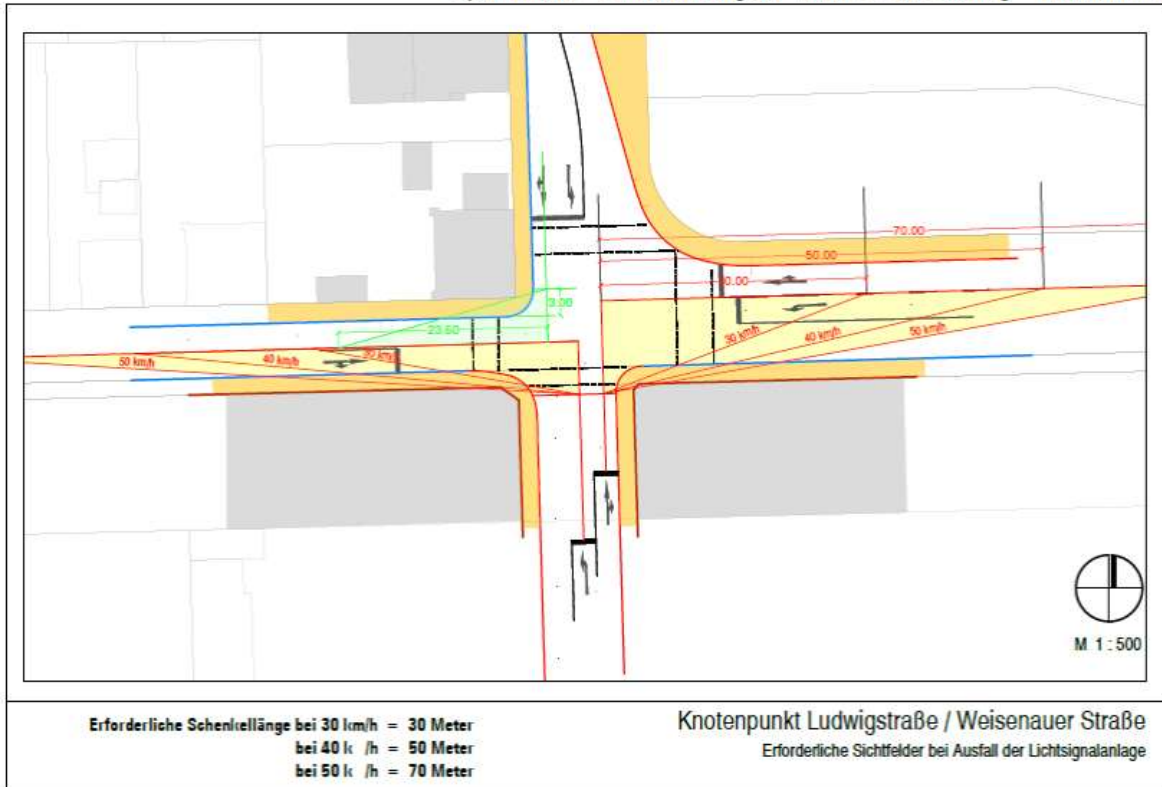 70.00
50.00
0.00
3.00
23.50
30 km/h
40 km/h
50 km/h
50 km/h
40 km/h
30 km/h
M 1 : 500
Erforderliche Schenkellänge bei 30 km/h = 30 Meter
bei 40 k /h = 50 Meter
bei 50 k /h = 70 Meter
Knotenpunkt Ludwigstraße / Weisenauer Straße
Erforderliche Sichtfelder bei Ausfall der Lichtsignalanlage